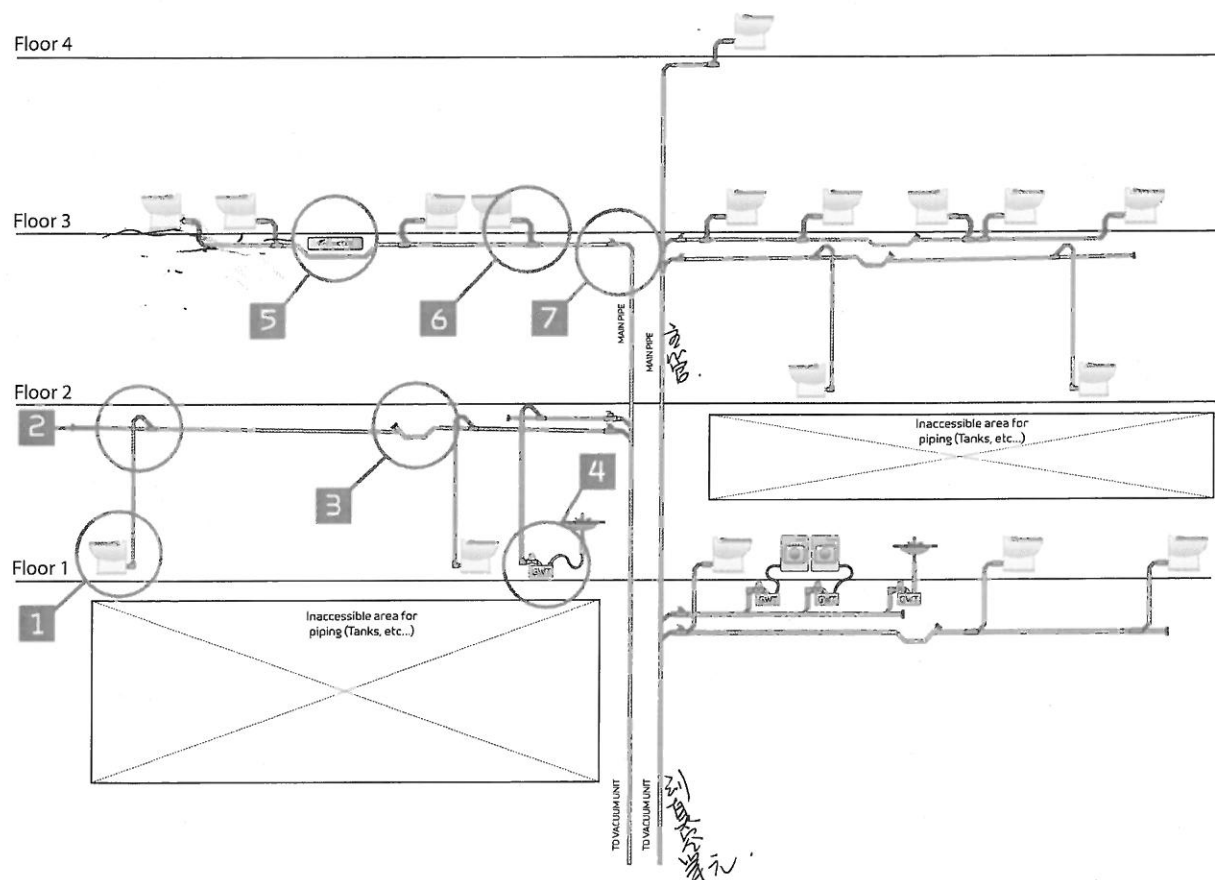 Floor 4
Floor 3
5
6
7
MAIN PIPE
MAIN PIPE
主管.
Floor 2
2
3
4
Inaccessible area for
piping (Tanks, etc...)
GWT
GWT
GWT
GWT
Floor 1
1
Inaccessible area for
piping (Tanks, etc...)
TO VACUUM UNIT
TO VACUUM UNIT